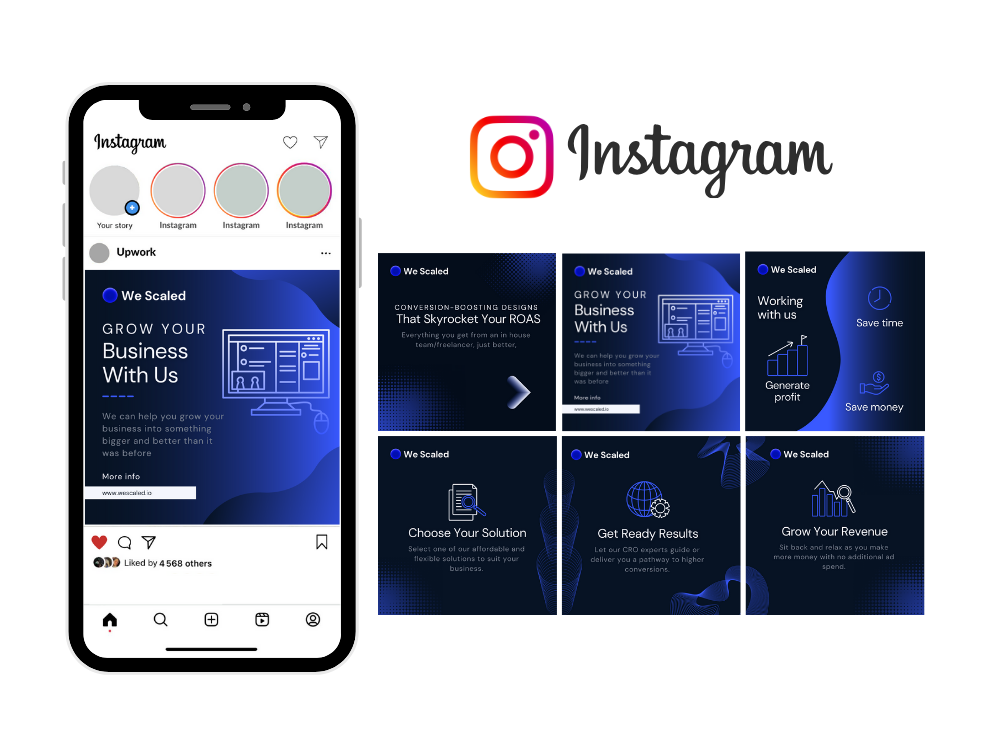 Instagram
Your story
Instagram
Instagram
Instagram
Upwork
We Scaled
GROW YOUR
Business
With Us
We can help you grow your
business into something
bigger and better than it
was before
More info
www.wescaled.io
Liked by 4 568 others
Instagram
We Scaled
CONVERSION-BOOSTING DESIGNS
That Skyrocket Your ROAS
Everything you get from an in house
team/freelancer, just better,
We Scaled
GROW YOUR
Business
With Us
We can help you grow your
business into something
bigger and better than it
was before
More info
www.wescaled.io
We Scaled
Working
with us
Save time
Generate
profit
Save money
We Scaled
Choose Your Solution
Select one of our affordable and
flexible solutions to suit your
business.
We Scaled
Get Ready Results
Let our CRO experts guide or
deliver you a pathway to higher
conversions.
We Scaled
Grow Your Revenue
Sit back and relax as you make
more money with no additional ad
spend.